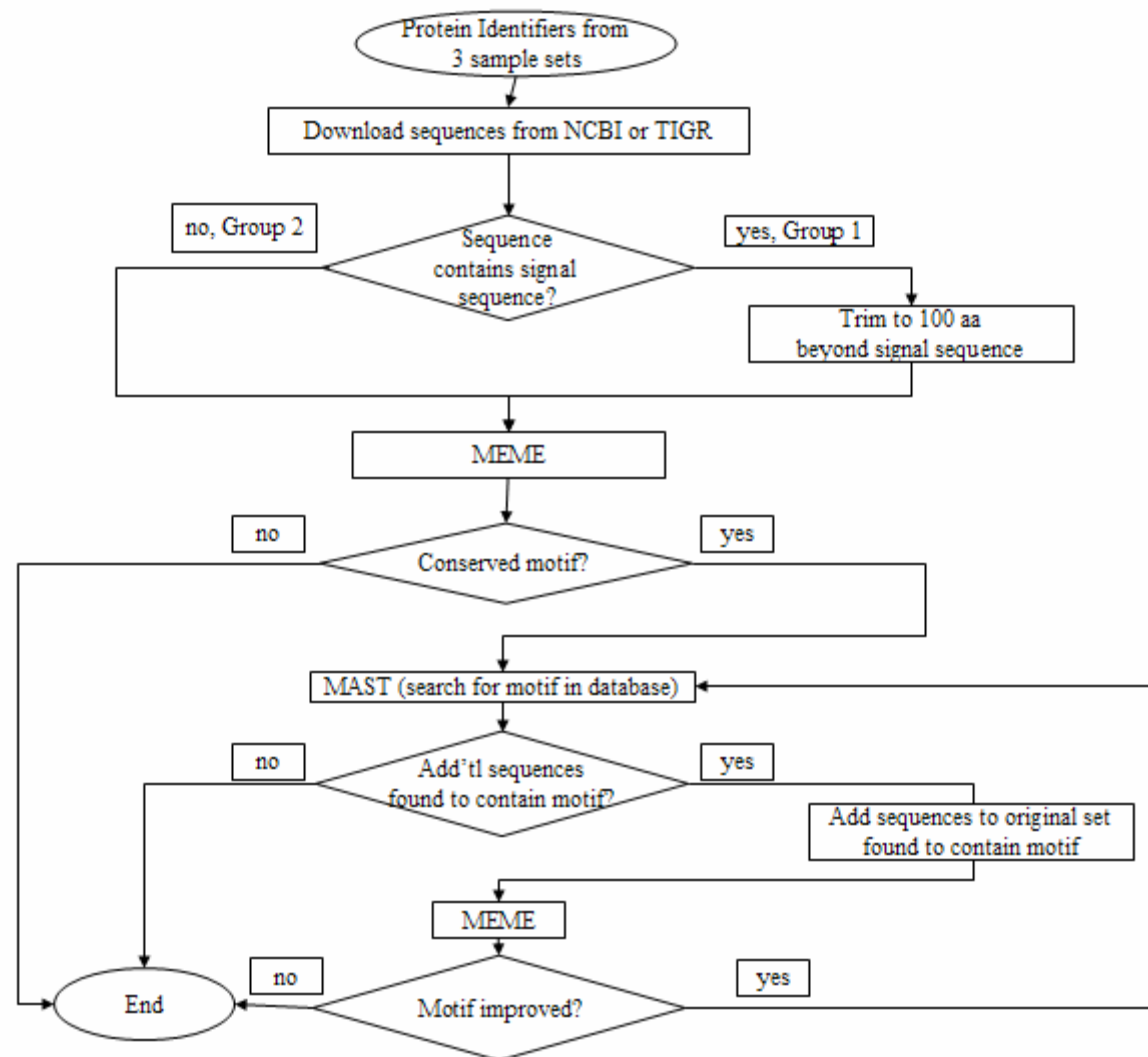 Protein Identifiers from
3 sample sets
Download sequences from NCBI or TIGR
no, Group 2
yes, Group 1
Sequence
contains signal
sequence?
Trim to 100 aa
beyond signal sequence
MEME
no
yes
Conserved motif?
MAST (search for motif in database)
no
yes
Add'tl sequences
found to contain motif?
Add sequences to original set
found to contain motif
MEME
no
yes
End
Motif improved?